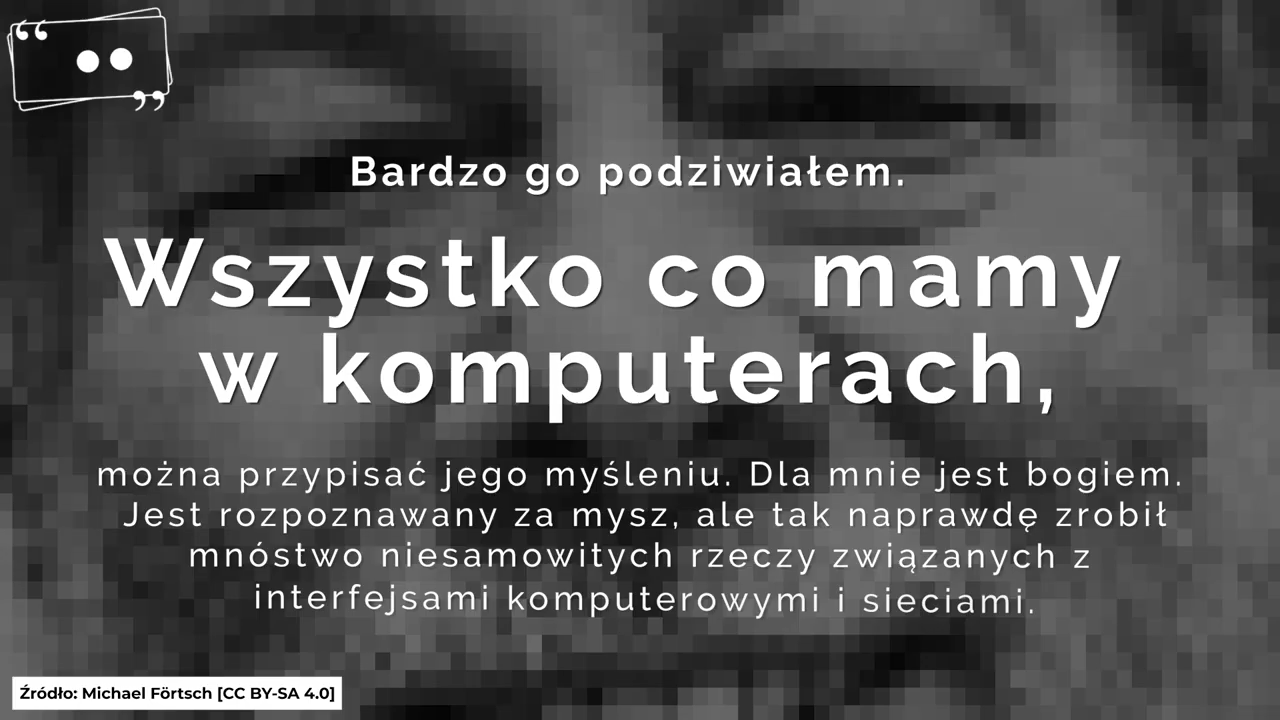 Bardzo go podziwiałem.
Wszystko co mamy
w komputerach,
można przypisać jego myśleniu. Dla mnie jest bogiem.
Jest rozpoznawany za mysz, ale tak naprawdę zrobił
mnóstwo niesamowitych rzeczy związanych z
interfejsami komputerowymi i sieciami.
Źródło: Michael Förtsch [CC BY-SA 4.0]